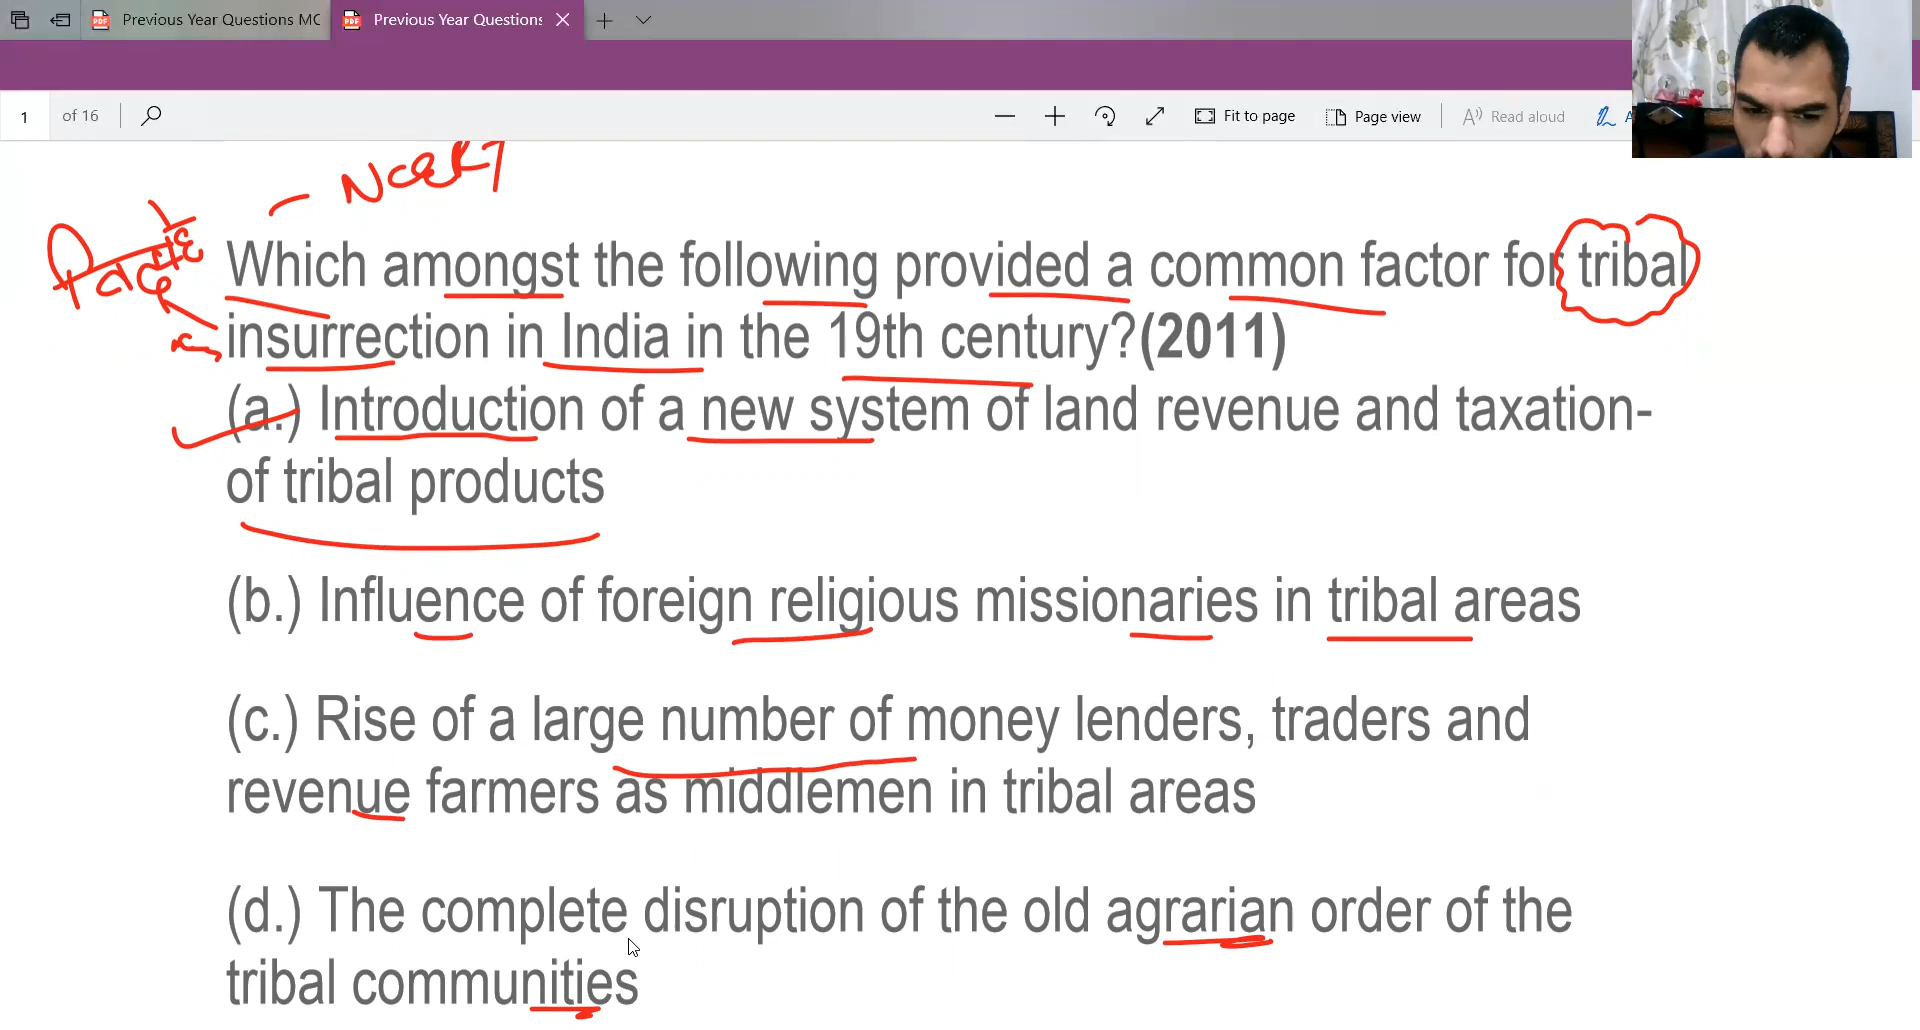 Previous Year Questions MC
Previous Year Questions
1 of 16
Fit to page
Page view
Read aloud
NCERT
Which amongst the following provided a common factor for tribal
insurrection in India in the 19th century?(2011)
(a.) Introduction of a new system of land revenue and taxation-
of tribal products
(b.) Influence of foreign religious missionaries in tribal areas
(c.) Rise of a large number of money lenders, traders and
revenue farmers as middlemen in tribal areas
(d.) The complete disruption of the old agrarian order of the
tribal communities